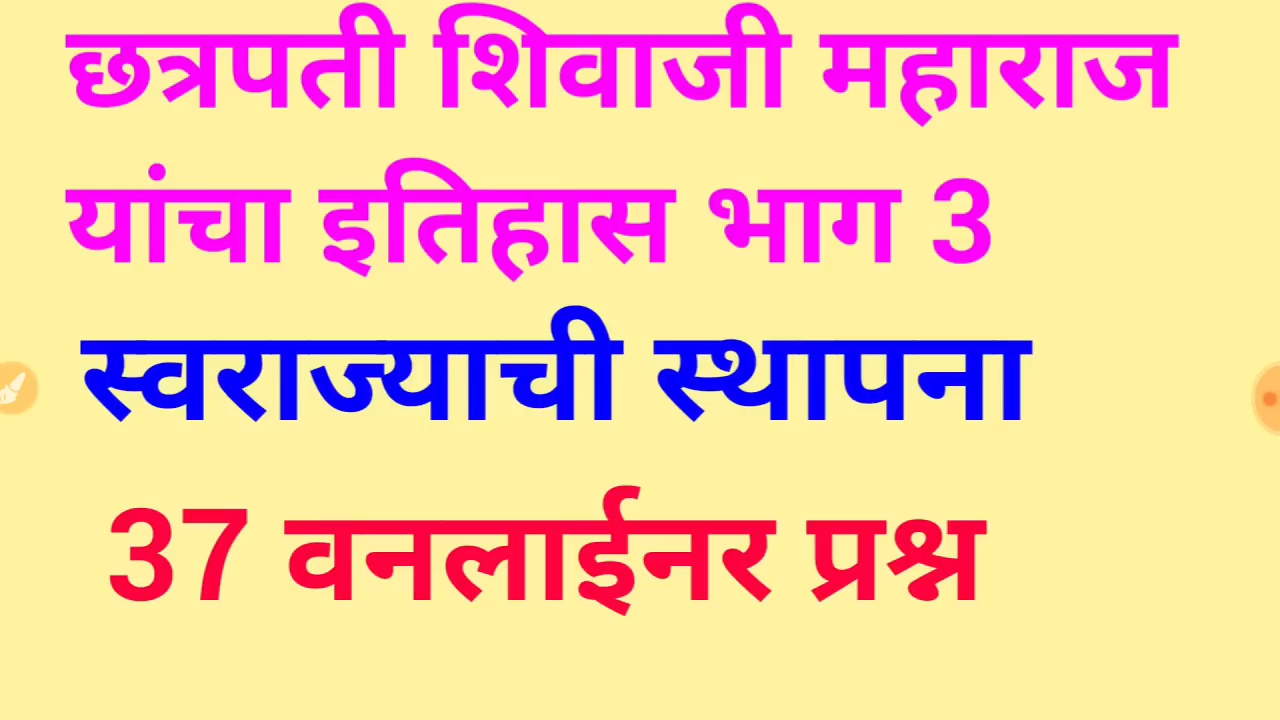 छत्रपती शिवाजी महाराज
यांचा इतिहास भाग 3
स्वराज्याची स्थापना
37 वनलाईनर प्रश्न